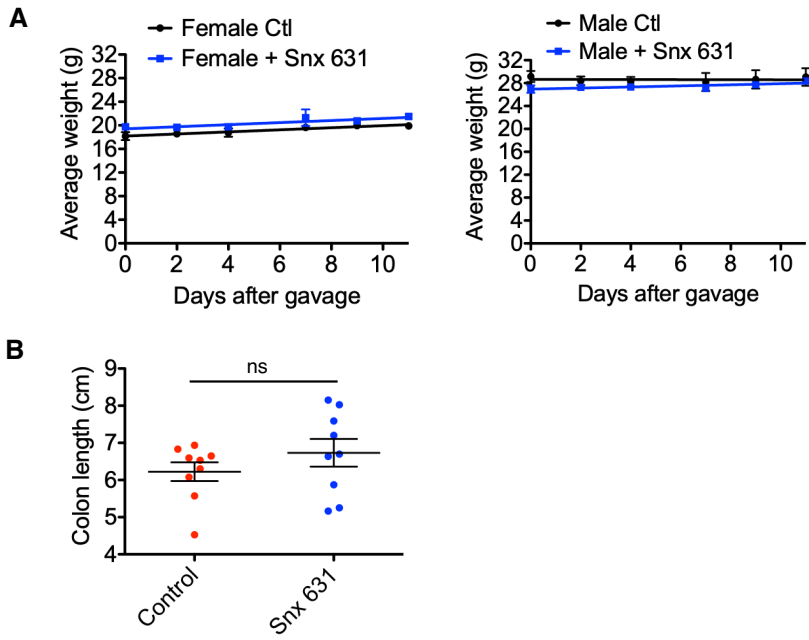 A
Female Ctl
Female + Snx 631
Average weight (g)
32
28
24
20
16
12
8
4
0
0 2 4 6 8 10
Days after gavage
Male Ctl
Male + Snx 631
Average weight (g)
32
28
24
20
16
12
8
4
0
0 2 4 6 8 10
Days after gavage
B
ns
Colon length (cm)
9
8
7
6
5
4
Control
Snx 631